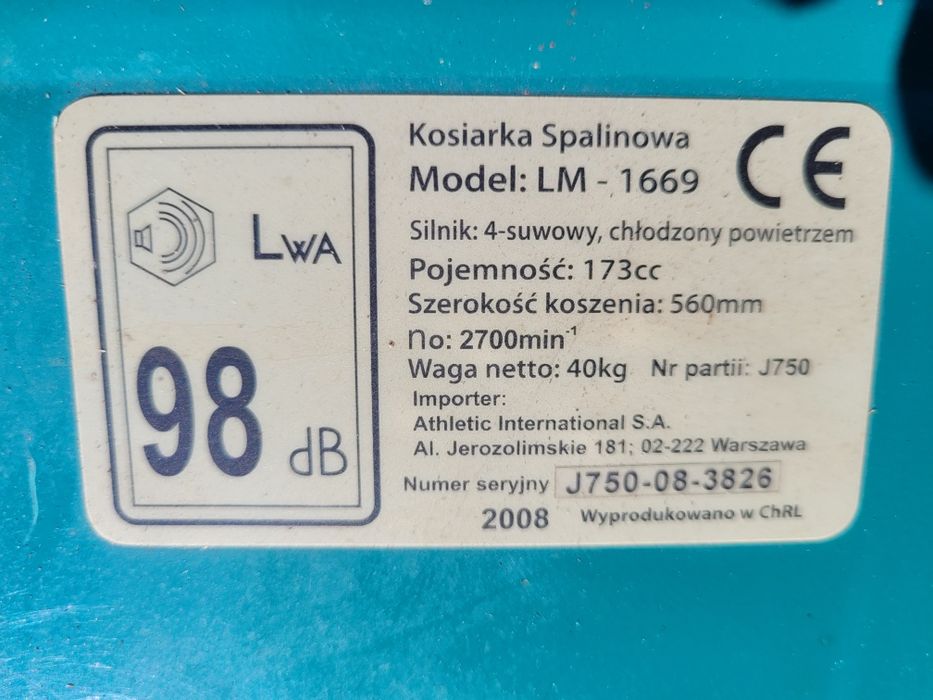 LWA
98 dB
Kosiarka Spalinowa
CE
Model: LM - 1669
Silnik: 4-suwowy, chłodzony powietrzem
Pojemność: 173cc
Szerokość koszenia: 560mm
no: 2700min⁻¹
Waga netto: 40kg Nr partii: J750
Importer:
Athletic International S.A.
Al. Jerozolimskie 181; 02-222 Warszawa
Numer seryjny J750-08-3826
2008 Wyprodukowano w ChRL